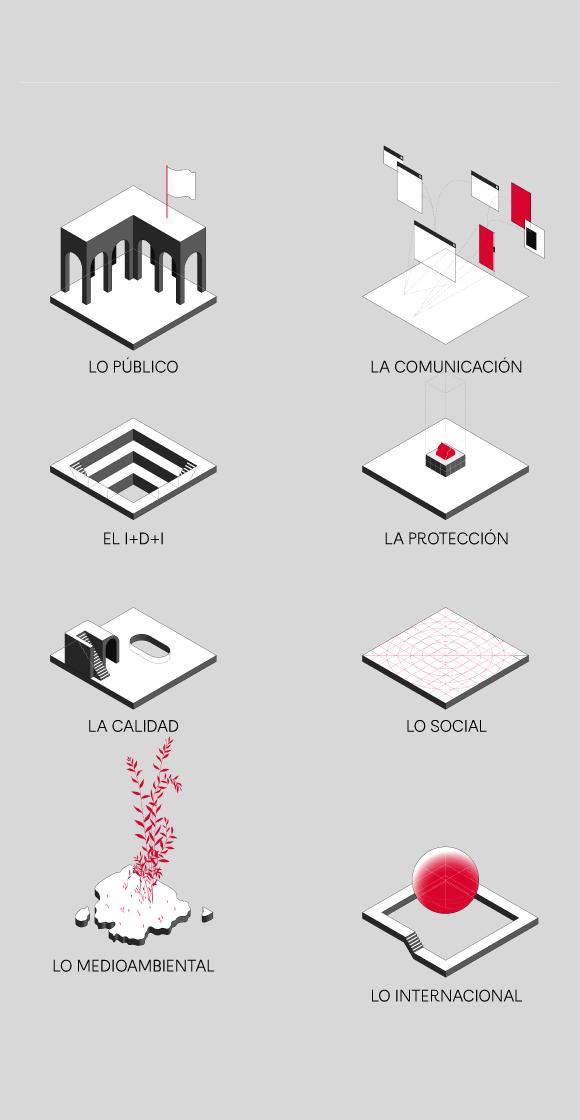 LO PÚBLICO
LA COMUNICACIÓN
EL I+D+I
LA PROTECCIÓN
LA CALIDAD
LO SOCIAL
LO MEDIOAMBIENTAL
LO INTERNACIONAL